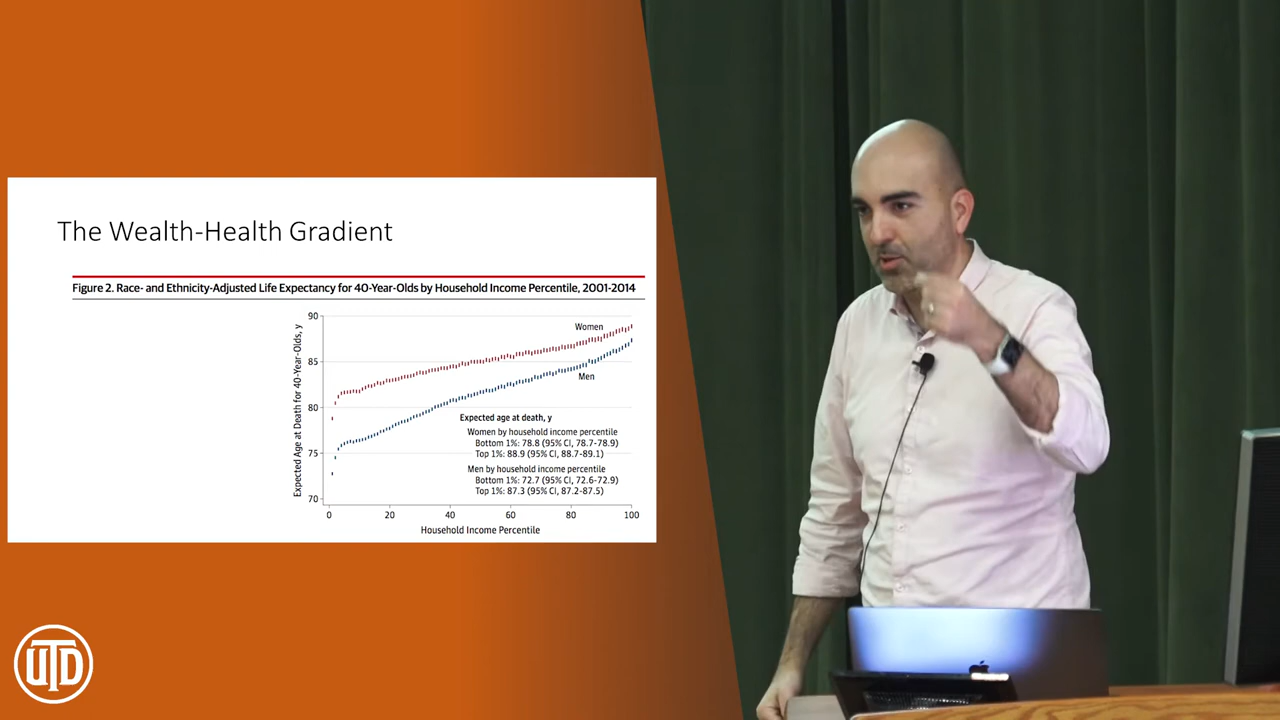 The Wealth-Health Gradient
Figure 2. Race- and Ethnicity-Adjusted Life Expectancy for 40-Year-Olds by Household Income Percentile, 2001-2014
Expected Age at Death for 40-Year-Olds, y
90
85
80
75
70
Women
Men
Expected age at death, y
Women by household income percentile
Bottom 1%: 78.8 (95% CI, 78.7-78.9)
Top 1%: 88.9 (95% CI, 88.7-89.1)
Men by household income percentile
Bottom 1%: 72.7 (95% CI, 72.6-72.9)
Top 1%: 87.3 (95% CI, 87.2-87.5)
0 20 40 60 80 100
Household Income Percentile
UTD